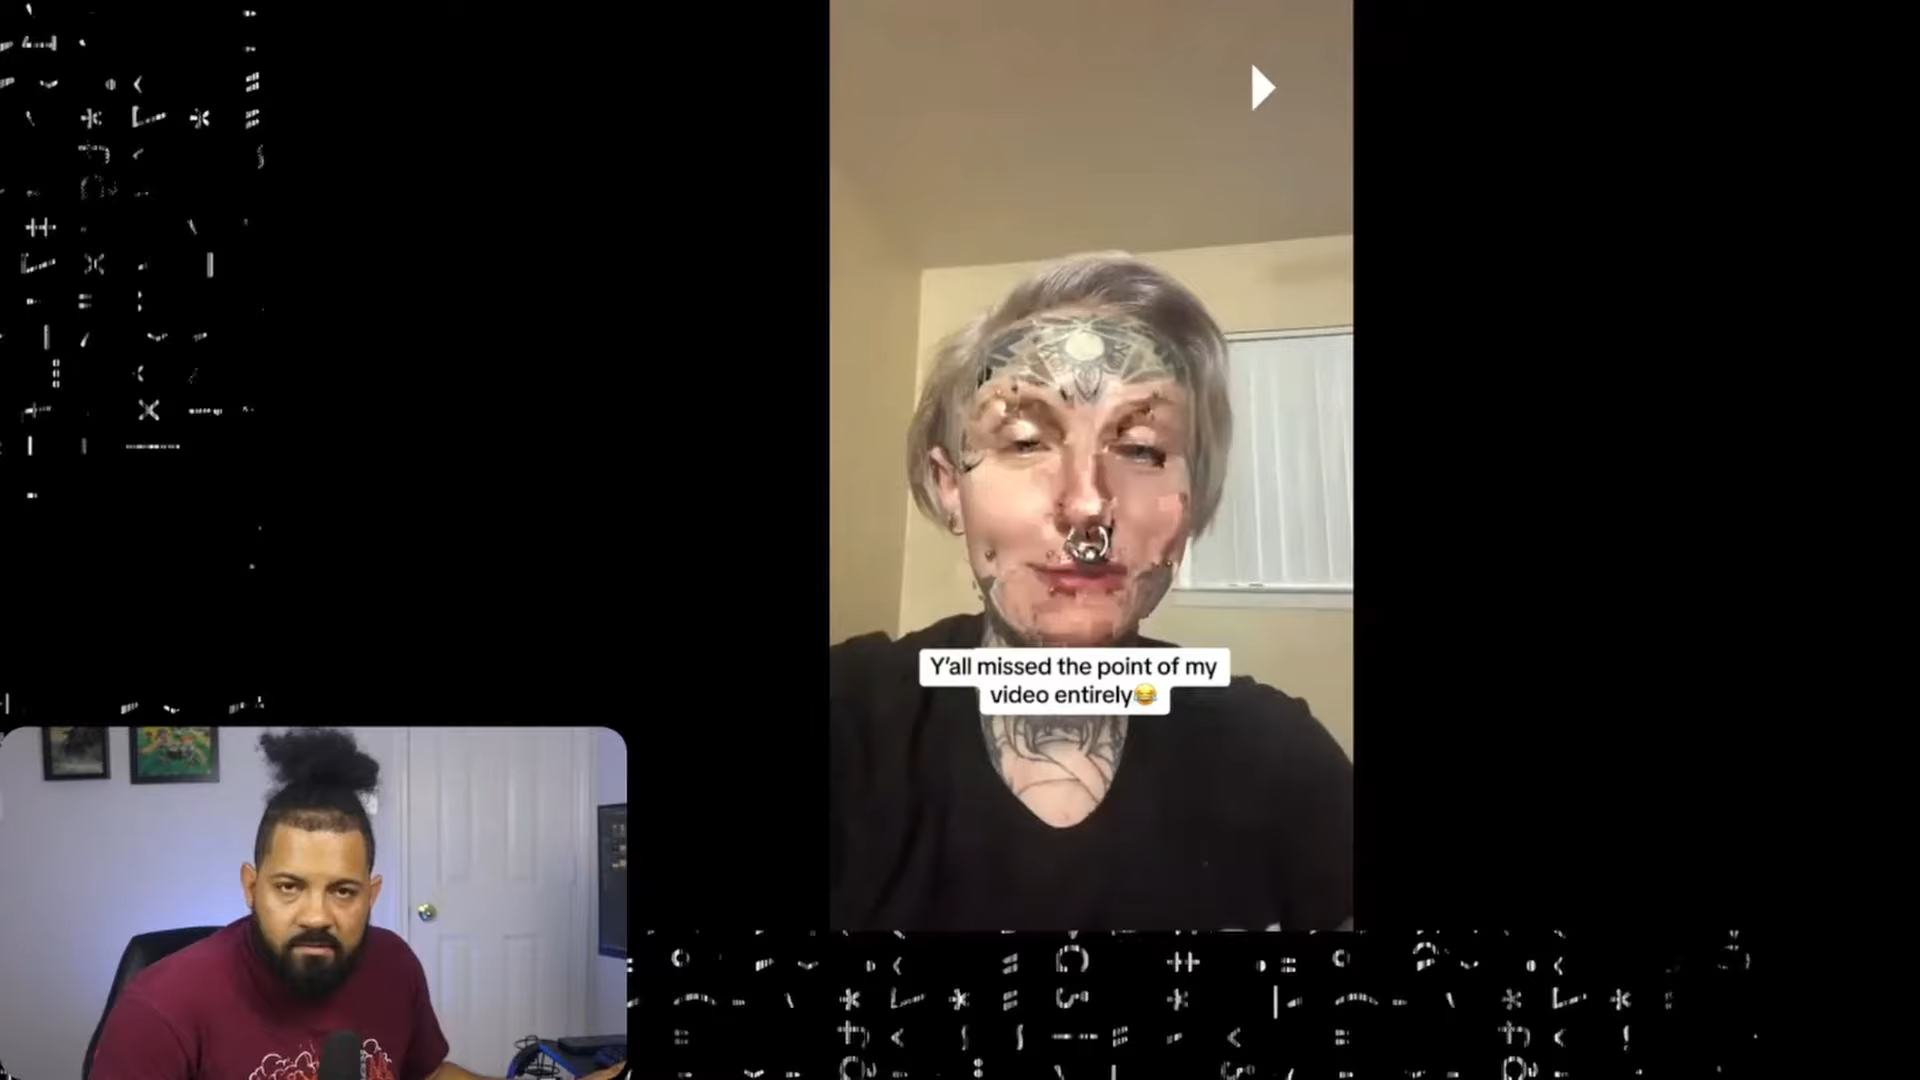 Y'all missed the point of my
video entirely😂